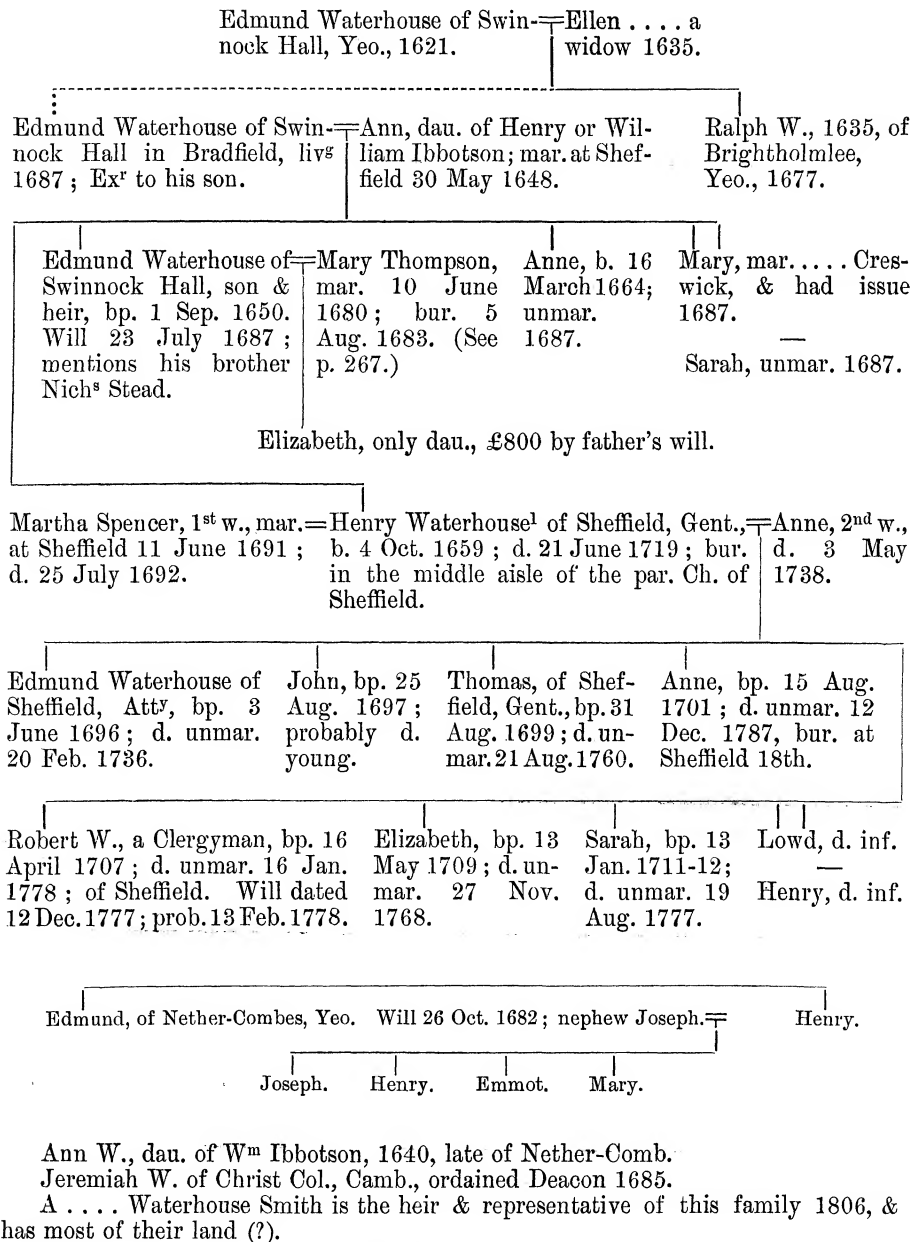 Edmund Waterhouse of Swin-=Ellen . . . . a
nock Hall, Yeo., 1621. widow 1635.
Edmund Waterhouse of Swin-=Ann, dau. of Henry or Wil-
nock Hall in Bradfield, livᵍ liam Ibbotson; mar. at Shef-
1687 ; Exʳ to his son. field 30 May 1648.
Ralph W., 1635, of
Brightholmlee,
Yeo., 1677.
Edmund Waterhouse of=
Swinnock Hall, son &
heir, bp. 1 Sep. 1650.
Will 23 July 1687 ;
mentions his brother
Nichˢ Stead.
Mary Thompson,
mar. 10 June
1680 ; bur. 5
Aug. 1683. (See
p. 267.)
Anne, b. 16
March 1664;
unmar.
1687.
Mary, mar. . . . . Cres-
wick, & had issue
1687.
—
Sarah, unmar. 1687.
Elizabeth, only dau., £800 by father's will.
Martha Spencer, 1ˢᵗ w., mar.=
at Sheffield 11 June 1691 ;
d. 25 July 1692.
Henry Waterhouse¹ of Sheffield, Gent.,=
b. 4 Oct. 1659 ; d. 21 June 1719 ; bur.
in the middle aisle of the par. Ch. of
Sheffield.
Anne, 2ⁿᵈ w.,
d. 3 May
1738.
Edmund Waterhouse of
Sheffield, Attʸ, bp. 3
June 1696 ; d. unmar.
20 Feb. 1736.
John, bp. 25
Aug. 1697 ;
probably d.
young.
Thomas, of Shef-
field, Gent., bp. 31
Aug. 1699 ; d. un-
mar. 21 Aug. 1760.
Anne, bp. 15 Aug.
1701 ; d. unmar. 12
Dec. 1787, bur. at
Sheffield 18th.
Robert W., a Clergyman, bp. 16
April 1707 ; d. unmar. 16 Jan.
1778 ; of Sheffield. Will dated
12 Dec. 1777 ; prob. 13 Feb. 1778.
Elizabeth, bp. 13
May 1709 ; d. un-
mar. 27 Nov.
1768.
Sarah, bp. 13
Jan. 1711-12;
d. unmar. 19
Aug. 1777.
Lowd, d. inf.
—
Henry, d. inf.
Edmund, of Nether-Combes, Yeo. Will 26 Oct. 1682 ; nephew Joseph.= Henry.
Joseph. Henry. Emmot. Mary.
Ann W., dau. of Wᵐ Ibbotson, 1640, late of Nether-Comb.
Jeremiah W. of Christ Col., Camb., ordained Deacon 1685.
A . . . . Waterhouse Smith is the heir & representative of this family 1806, &
has most of their land (?).